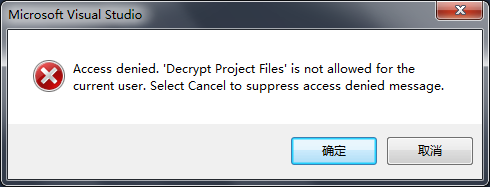 Microsoft Visual Studio
Access denied. 'Decrypt Project Files' is not allowed for the
current user. Select Cancel to suppress access denied message.
确定
取消